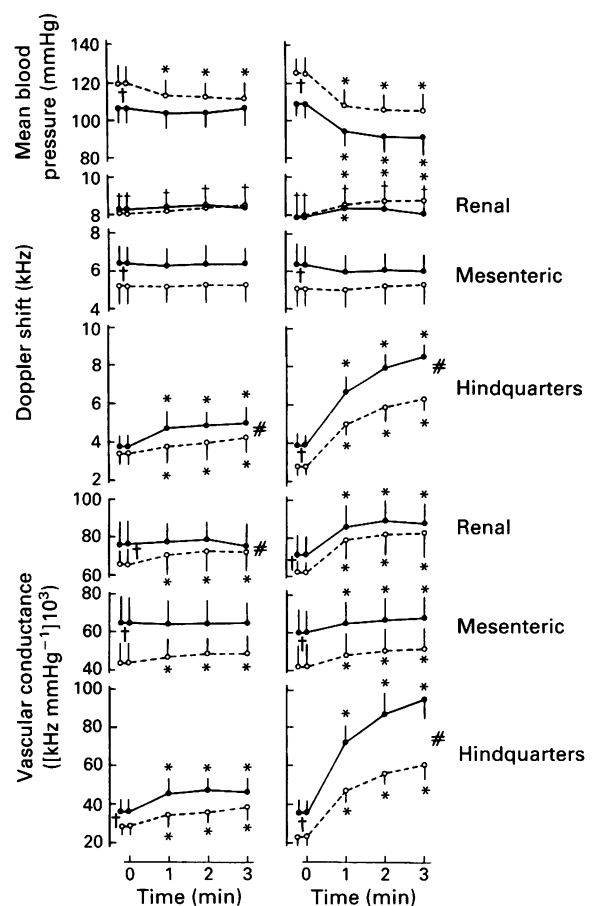 Mean blood
pressure (mmHg)
140
120
100
80
* * *
†
* * * *
†
* * *
* * *
Doppler shift (kHz)
10
8
†† † † †
†† † † †
*
Renal
8
6
4
†
†
Mesenteric
10
8
6
4
2
* * *
#
* * *
* * *
#
†
* * *
Hindquarters
Vascular conductance
([kHz mmHg⁻¹]10³)
100
80
60
†
#
* * *
* * *
†
* * *
Renal
80
60
40
†
* * *
†
* * *
Mesenteric
100
80
60
40
20
* * *
†
* * *
* * *
#
†
* * *
Hindquarters
0 1 2 3
0 1 2 3
Time (min)
Time (min)